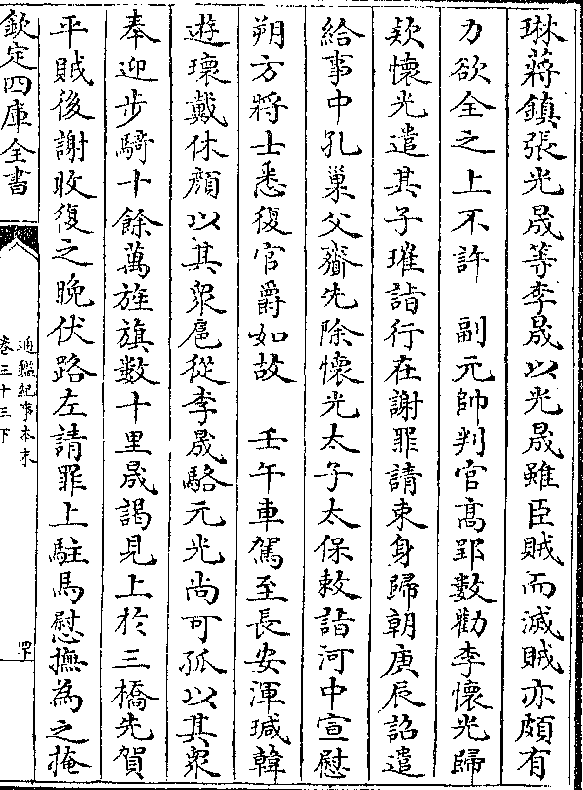 琳蔣鎮張光晟等李晟以光晟雖臣賊而滅賊亦頗有
力欲全之上不許　副元帥判官髙郢數勸李懷光歸
欵懷光遣其子璀詣行在謝罪請束身歸朝庚辰詔遣
給事中孔巢父齎先除懷光太子太保敕詣河中宣慰
朔方將士悉復官爵如故　壬午車駕至長安渾瑊韓
遊瓌戴休顔以其衆扈從李晟駱元光尚可孤以其衆
奉迎步騎十餘萬旌旗數十里晟謁見上於三橋先賀
平賊後謝收復之晚伏路左請罪上駐馬慰撫為之掩
欽定四庫全書
通鑑紀事本末
卷三十三下